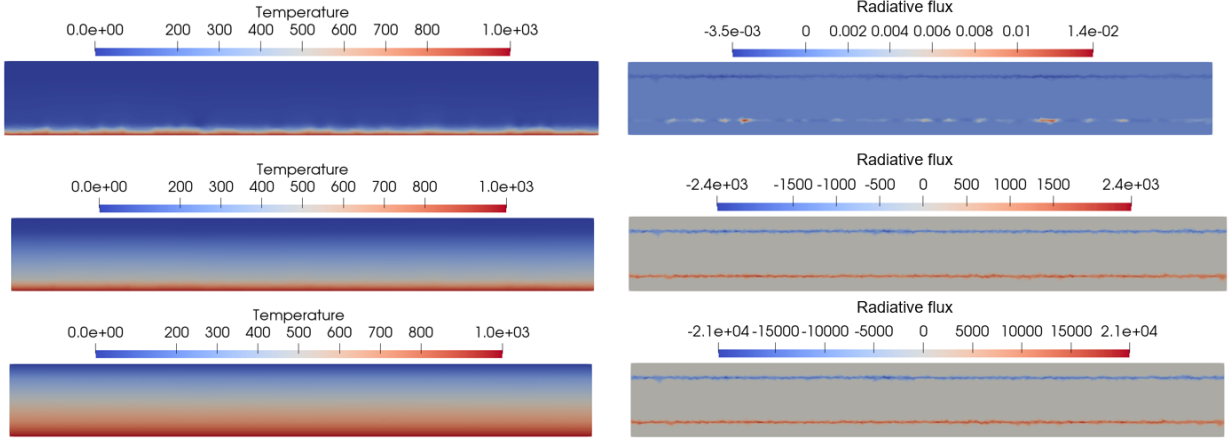 Temperature
0.0e+00 200 400 500 600 700 800 1.0e+03
Radiative flux
-3.5e-03 0 0.002 0.004 0.006 0.008 0.01 1.4e-02
Temperature
0.0e+00 200 300 400 500 600 700 800 1.0e+03
Radiative flux
-2.4e+03 -1500 -1000 -500 0 500 1000 1500 2.4e+03
Temperature
0.0e+00 200 300 400 500 600 700 800 1.0e+03
Radiative flux
-2.1e+04 -15000 -10000 -5000 0 5000 10000 15000 2.1e+04